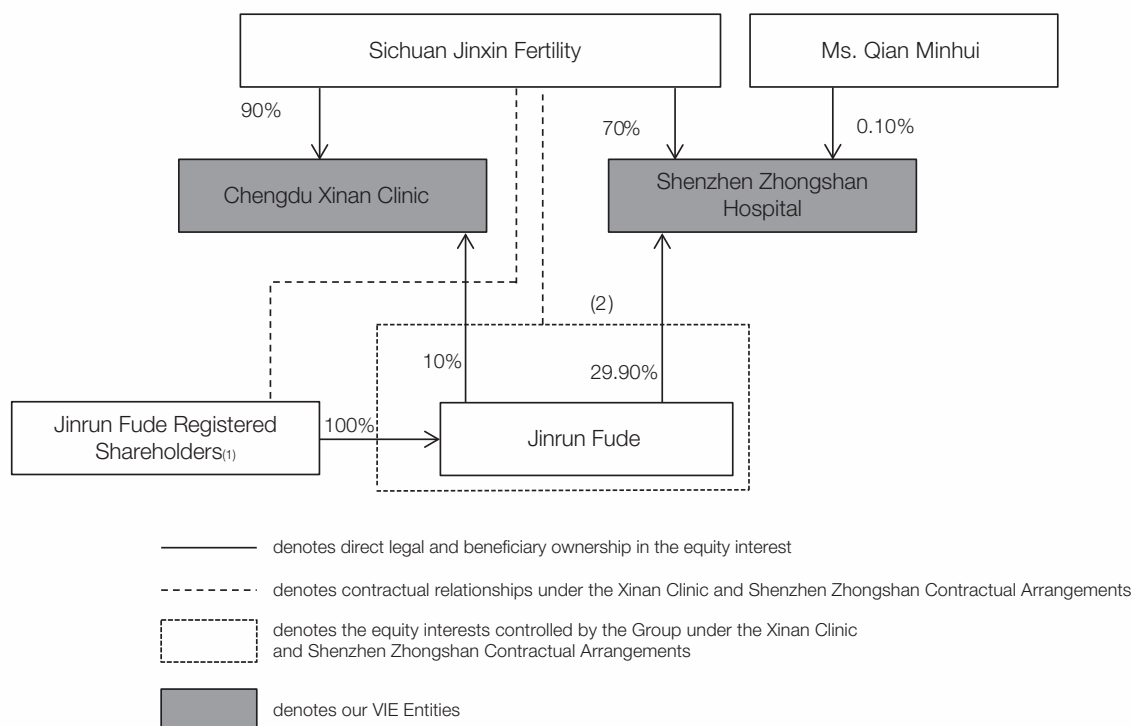 Sichuan Jinxin Fertility
Ms. Qian Minhui
90%
70%
0.10%
Chengdu Xinan Clinic
Shenzhen Zhongshan
Hospital
(2)
10%
29.90%
Jinrun Fude Registered
Shareholders(1)
100%
Jinrun Fude
denotes direct legal and beneficiary ownership in the equity interest
denotes contractual relationships under the Xinan Clinic and Shenzhen Zhongshan Contractual Arrangements
denotes the equity interests controlled by the Group under the Xinan Clinic
and Shenzhen Zhongshan Contractual Arrangements
denotes our VIE Entities